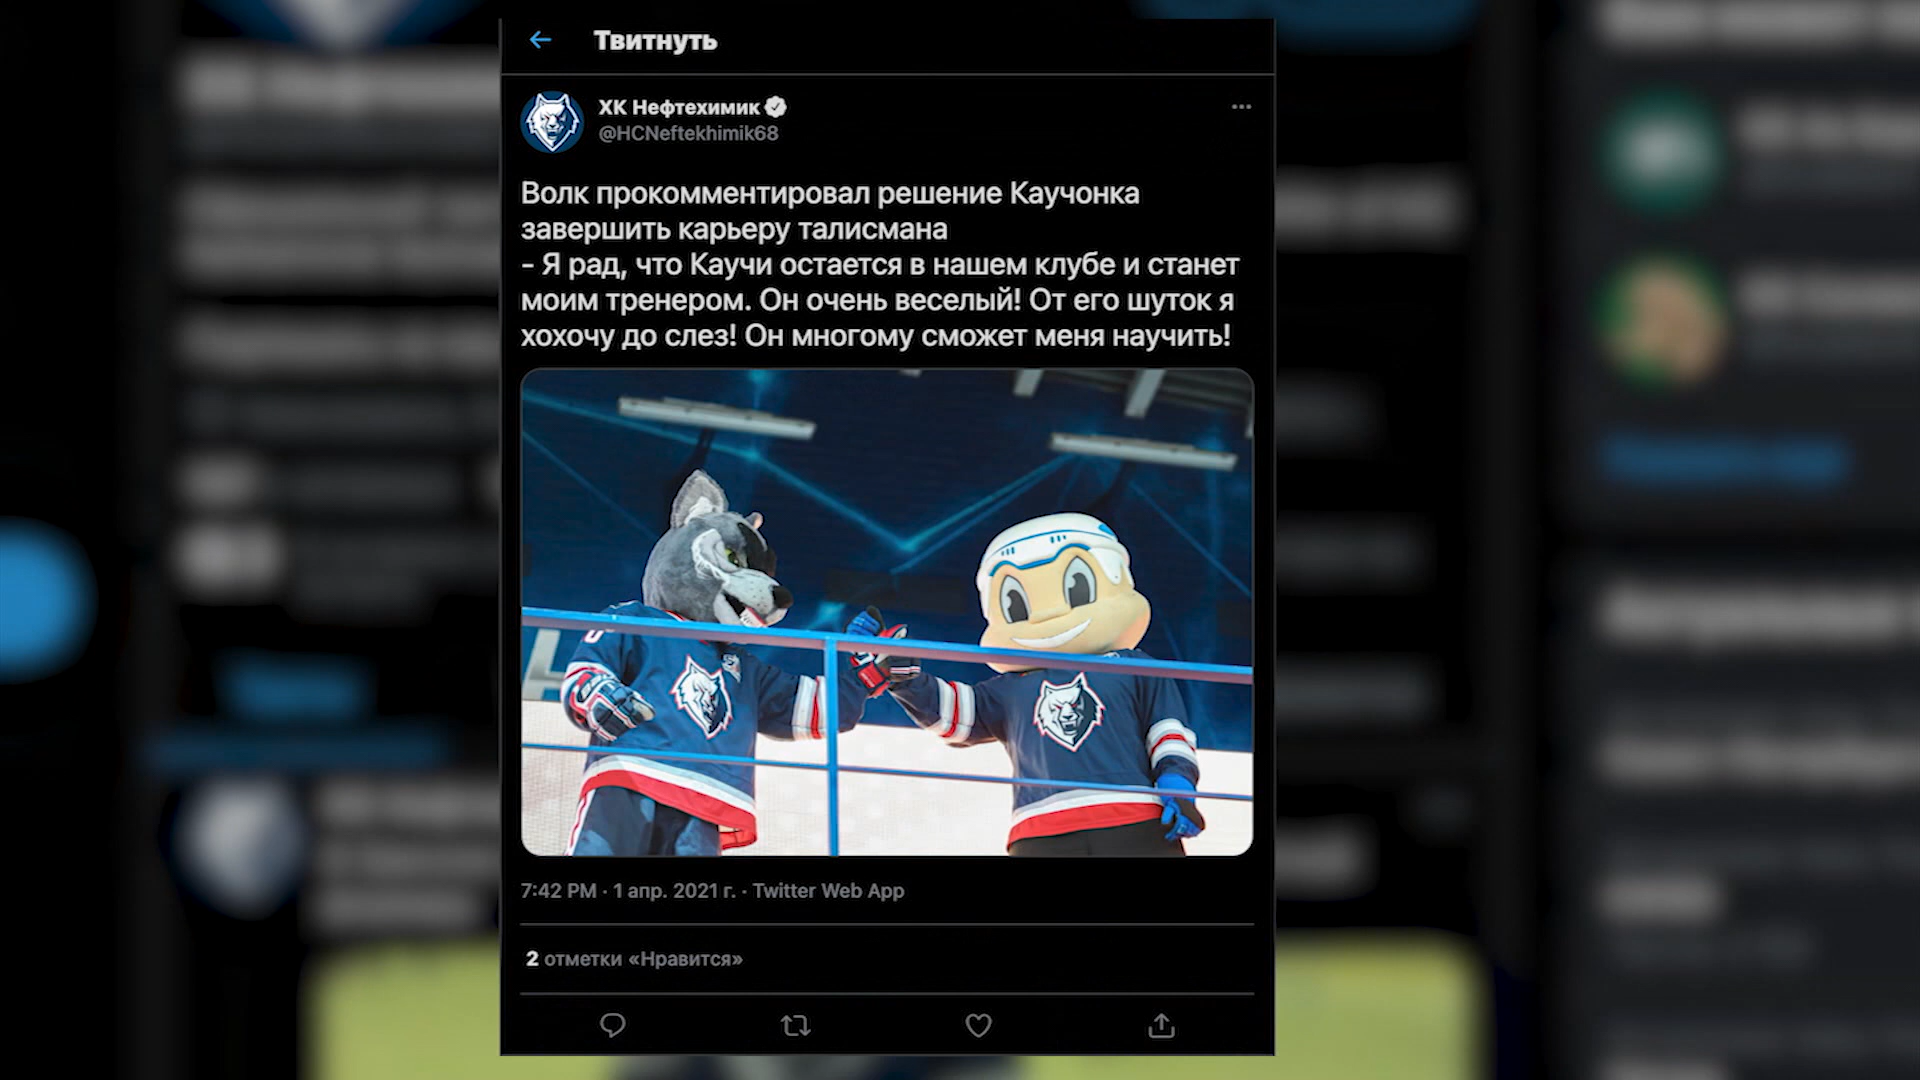 Твитнуть
ХК Нефтехимик
@HCNeftekhimik68
Волк прокомментировал решение Каучонка
завершить карьеру талисмана
- Я рад, что Каучи остается в нашем клубе и станет
моим тренером. Он очень веселый! От его шуток я
хохочу до слез! Он многому сможет меня научить!
7:42 PM · 1 апр. 2021 г. · Twitter Web App
2 отметки «Нравится»